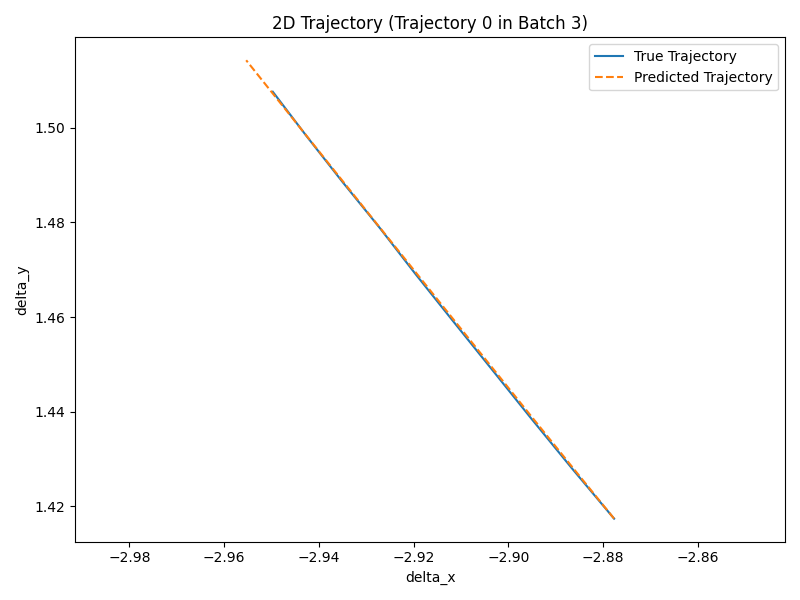 2D Trajectory (Trajectory 0 in Batch 3)
True Trajectory
Predicted Trajectory
1.50
1.48
1.46
1.44
1.42
delta_y
−2.98 −2.96 −2.94 −2.92 −2.90 −2.88 −2.86
delta_x